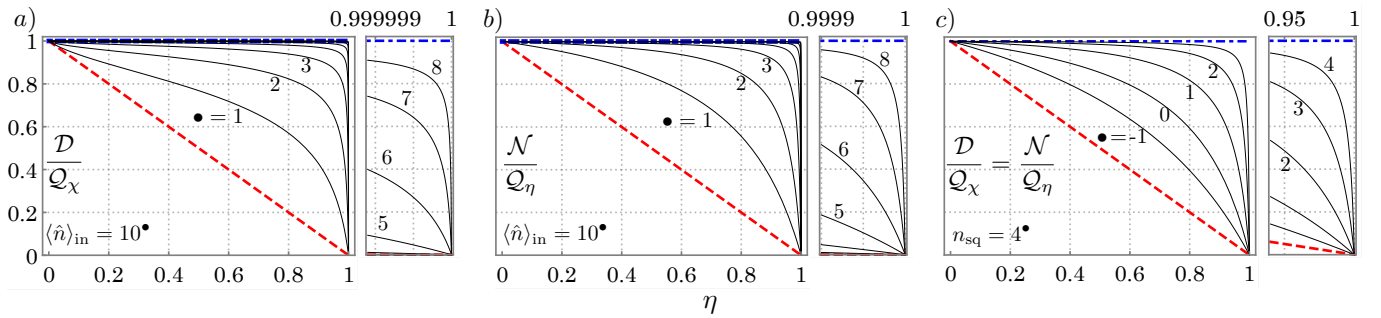 a) 0.999999 1 b) 0.9999 1 c) 0.95 1
1 0.8 0.6 0.4 0.2 0
3 2 ● = 1 8 7 6 5
𝒟/𝒬_χ
⟨n̂⟩_in = 10^●
0 0.2 0.4 0.6 0.8 1
3 2 ● = 1 8 7 6 5
𝒩/𝒬_η
⟨n̂⟩_in = 10^●
0 0.2 0.4 0.6 0.8 1
2 1 0 ● = -1 4 3 2
𝒟/𝒬_χ = 𝒩/𝒬_η
n_sq = 4^●
0 0.2 0.4 0.6 0.8 1
η